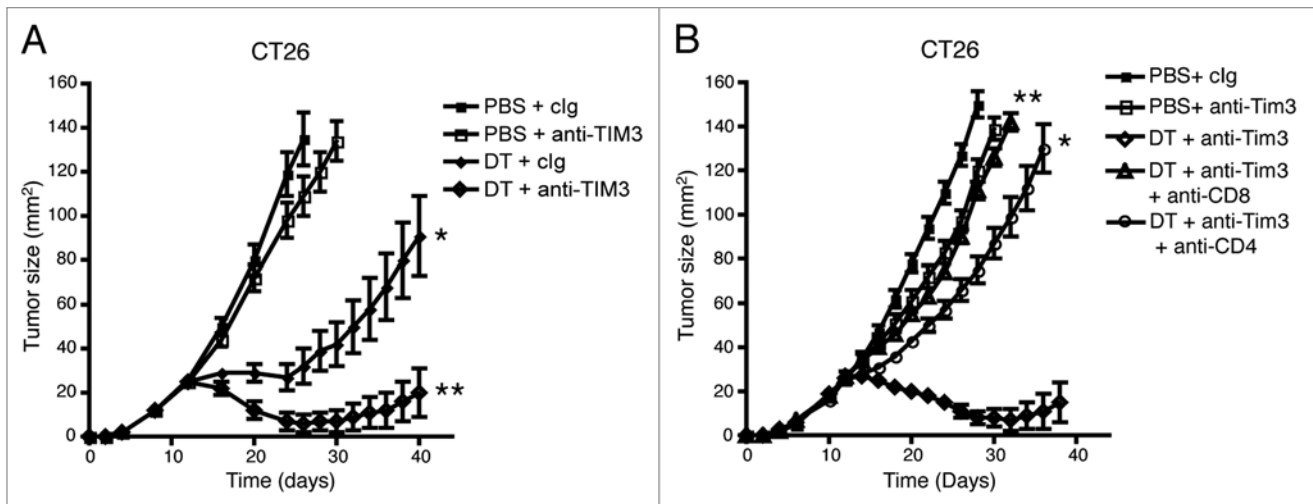 A
CT26
160
140
120
100
80
60
40
20
0
Tumor size (mm²)
0 10 20 30 40
Time (days)
PBS + cIg
PBS + anti-TIM3
DT + cIg
DT + anti-TIM3
*
**
B
CT26
160
140
120
100
80
60
40
20
0
Tumor size (mm²)
0 10 20 30 40
Time (Days)
PBS+ cIg
PBS+ anti-Tim3
DT + anti-Tim3
DT + anti-Tim3
+ anti-CD8
DT + anti-Tim3
+ anti-CD4
**
*